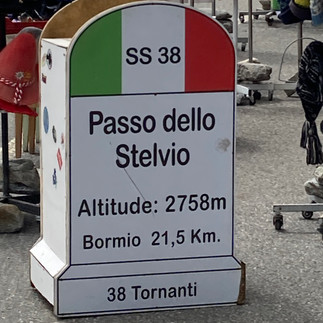 SS 38
Passo dello
Stelvio
Altitude: 2758m
Bormio 21,5 Km.
38 Tornanti